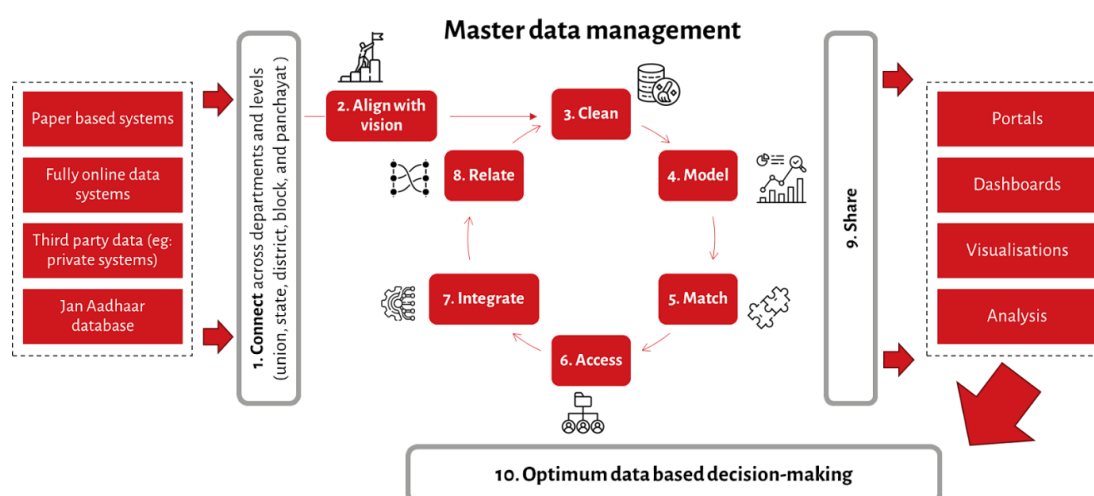 Master data management
Paper based systems
Fully online data
systems
Third party data (eg:
private systems)
Jan Aadhaar
database
1. Connect across departments and levels
(union, state, district, block, and panchayat )
2. Align with
vision
3. Clean
4. Model
5. Match
6. Access
7. Integrate
8. Relate
9. Share
Portals
Dashboards
Visualisations
Analysis
10. Optimum data based decision-making